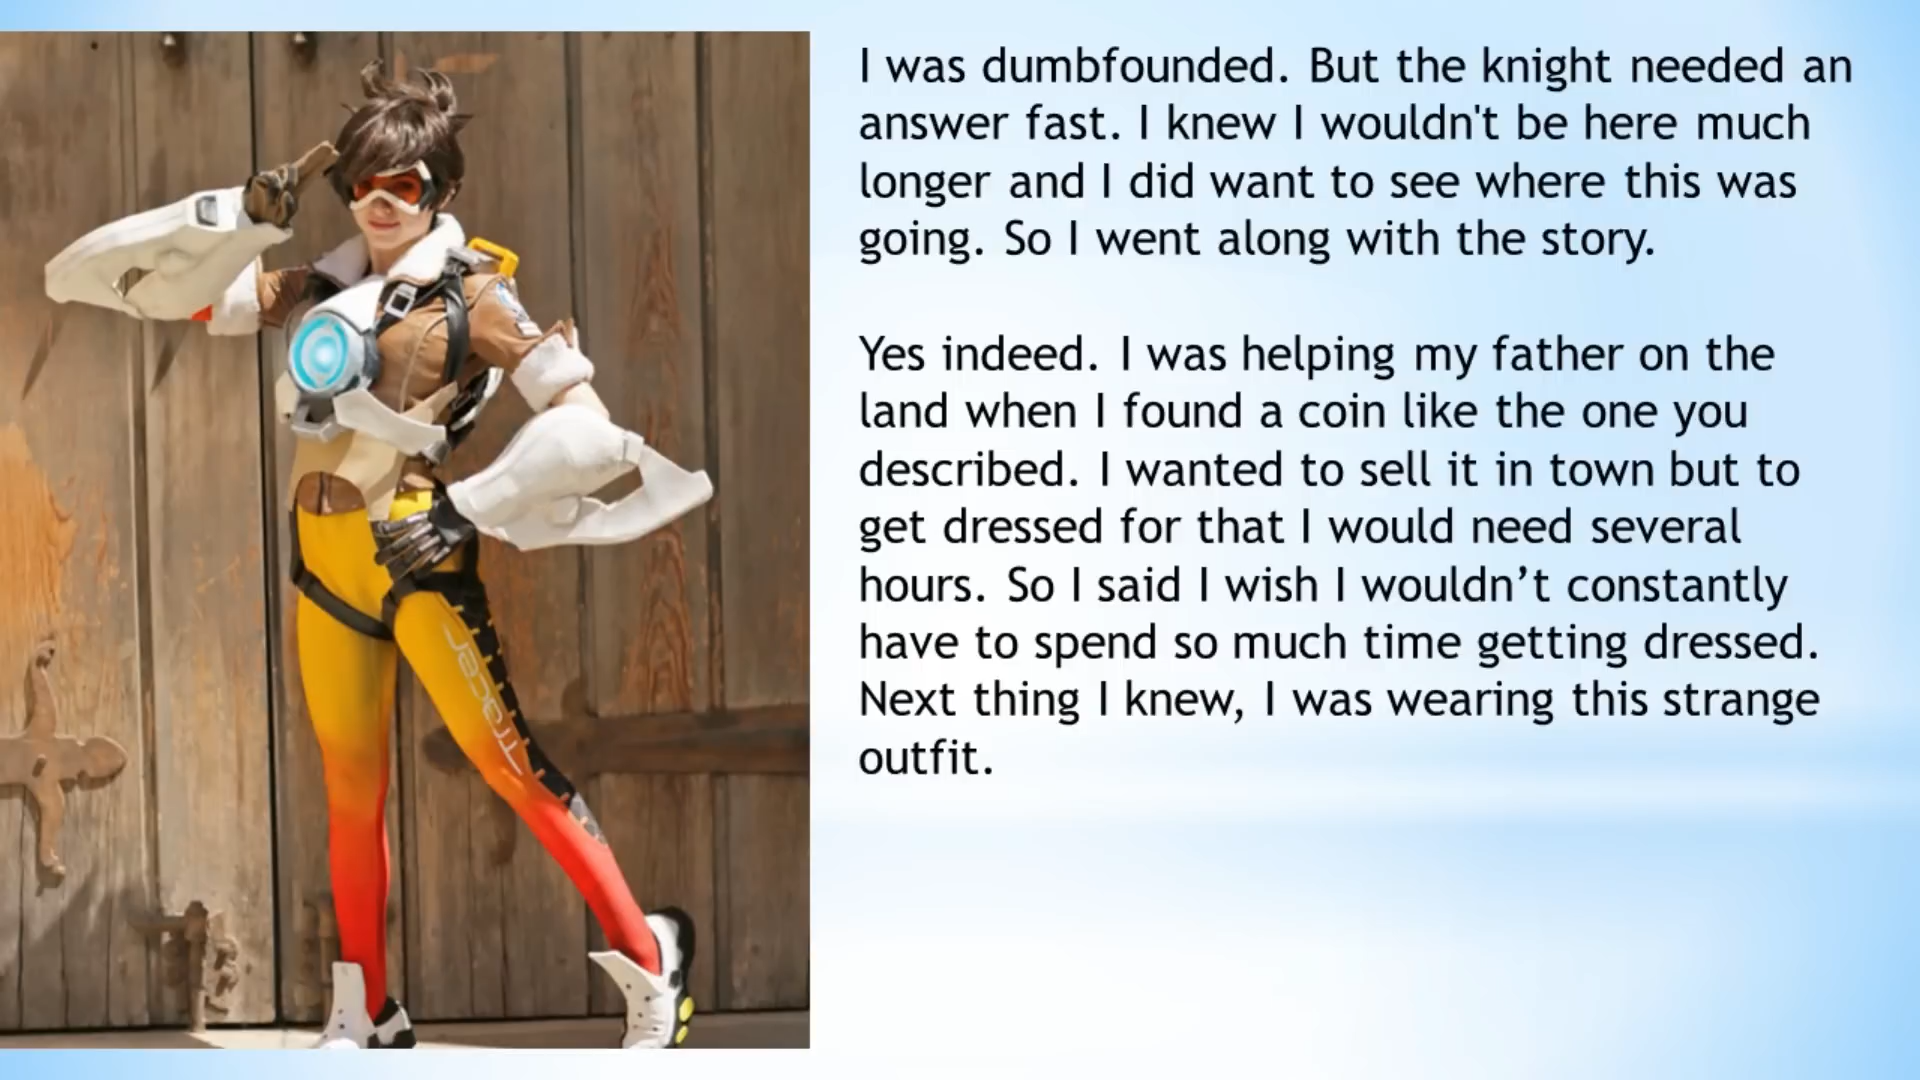 I was dumbfounded. But the knight needed an
answer fast. I knew I wouldn't be here much
longer and I did want to see where this was
going. So I went along with the story.
Yes indeed. I was helping my father on the
land when I found a coin like the one you
described. I wanted to sell it in town but to
get dressed for that I would need several
hours. So I said I wish I wouldn’t constantly
have to spend so much time getting dressed.
Next thing I knew, I was wearing this strange
outfit.
Tracer